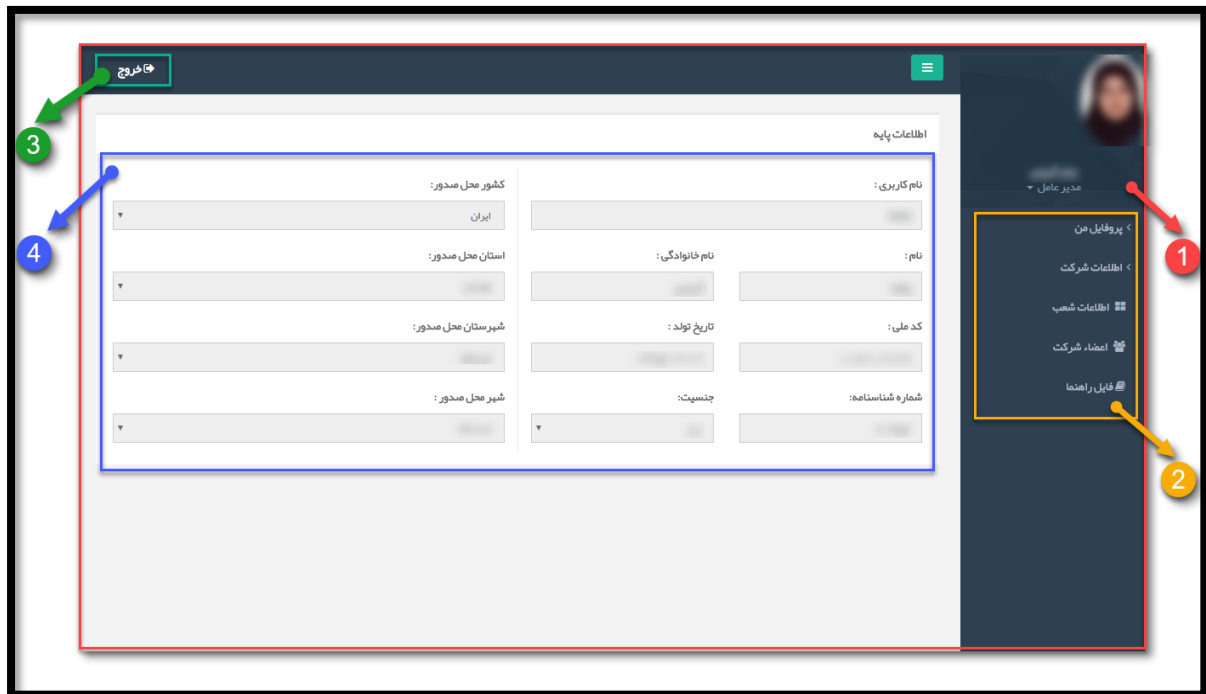 خروج
اطلاعات پایه
نام کاربری :
کشور محل صدور:
ایران
نام :
نام خانوادگی :
استان محل صدور:
کد ملی :
تاریخ تولد :
شهرستان محل صدور:
شماره شناسنامه:
جنسیت:
شهر محل صدور :
مدیر عامل
پروفایل من
اطلاعات شرکت
اطلاعات شعب
اعضاء شرکت
فایل راهنما
1
2
3
4